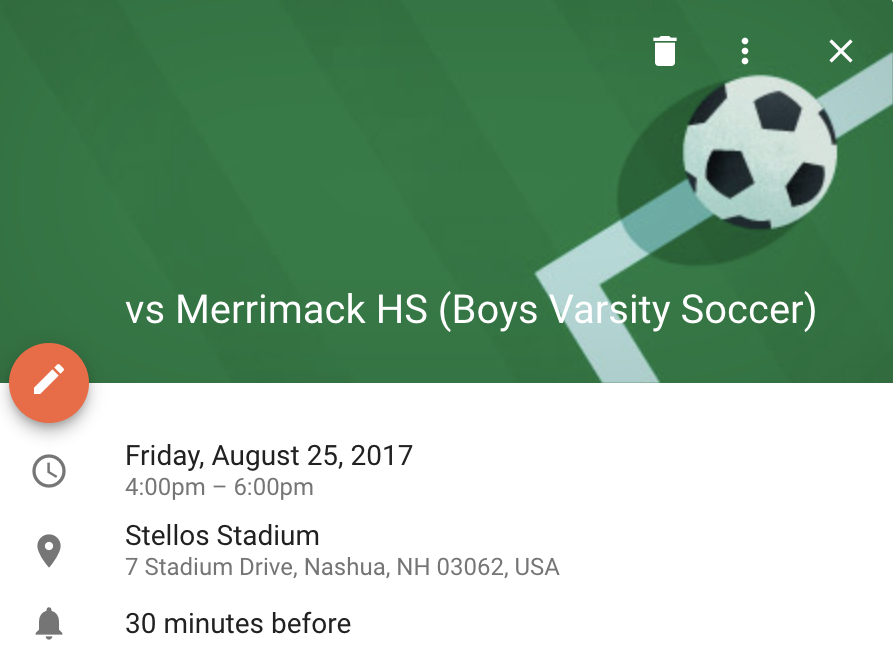 vs Merrimack HS (Boys Varsity Soccer)
Friday, August 25, 2017
4:00pm – 6:00pm
Stellos Stadium
7 Stadium Drive, Nashua, NH 03062, USA
30 minutes before